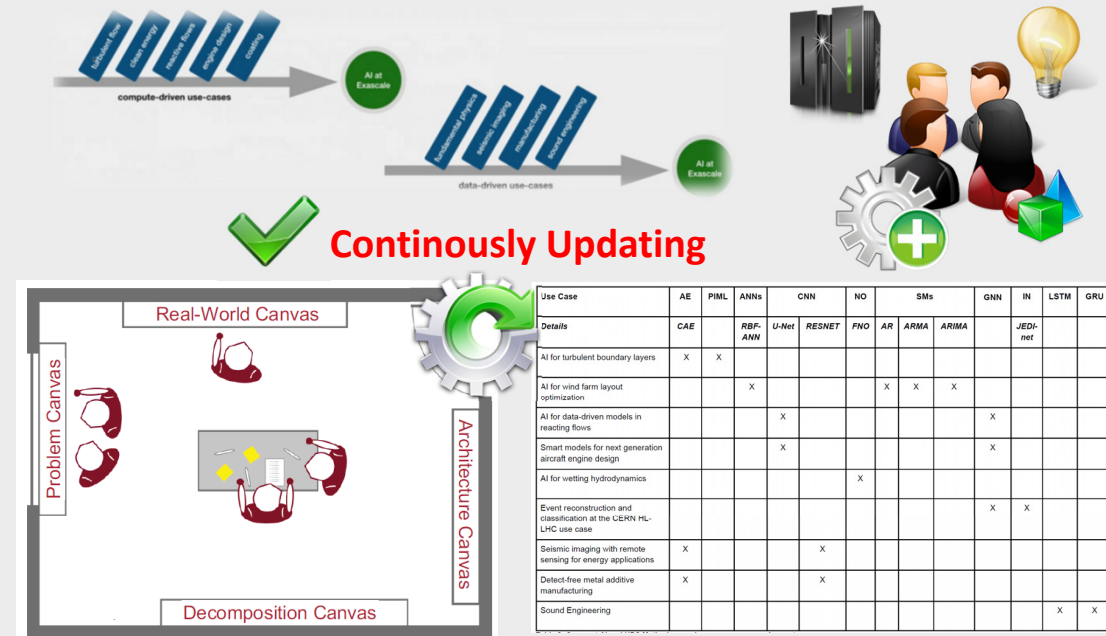 turbulent flow
clean energy
reactive flows
engine design
coating
AI at
Exascale
compute-driven use-cases
fundamental physics
seismic imaging
manufacturing
sound engineering
AI at
Exascale
data-driven use-cases
Continously Updating
Real-World Canvas
Problem Canvas
Architecture Canvas
Decomposition Canvas
Use Case AE PIML ANNs CNN NO SMs GNN IN LSTM GRU
Details CAE RBF- U-Net RESNET FNO AR ARMA ARIMA JEDI-
ANN net
AI for turbulent boundary layers X X
AI for wind farm layout X X X X
optimization
AI for data-driven models in X X
reacting flows
Smart models for next generation X X
aircraft engine design
AI for wetting hydrodynamics X
Event reconstruction and X X
classification at the CERN HL-
LHC use case
Seismic imaging with remote X X
sensing for energy applications
Detect-free metal additive X X
manufacturing
Sound Engineering X X